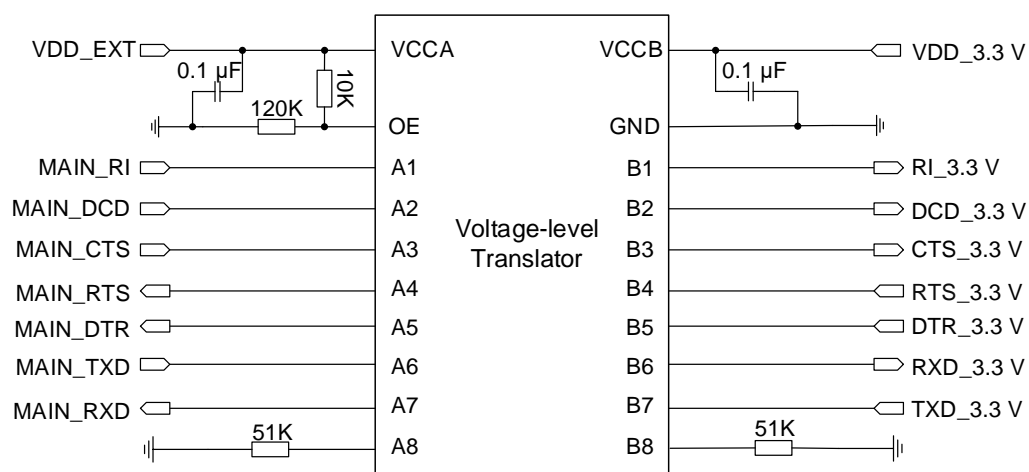 VDD_EXT VCCA VCCB VDD_3.3 V
0.1 µF 10K 0.1 µF
120K
OE GND
MAIN_RI A1 B1 RI_3.3 V
MAIN_DCD A2 B2 DCD_3.3 V
Voltage-level
MAIN_CTS A3 B3 CTS_3.3 V
Translator
MAIN_RTS A4 B4 RTS_3.3 V
MAIN_DTR A5 B5 DTR_3.3 V
MAIN_TXD A6 B6 RXD_3.3 V
MAIN_RXD A7 B7 TXD_3.3 V
51K A8 B8 51K